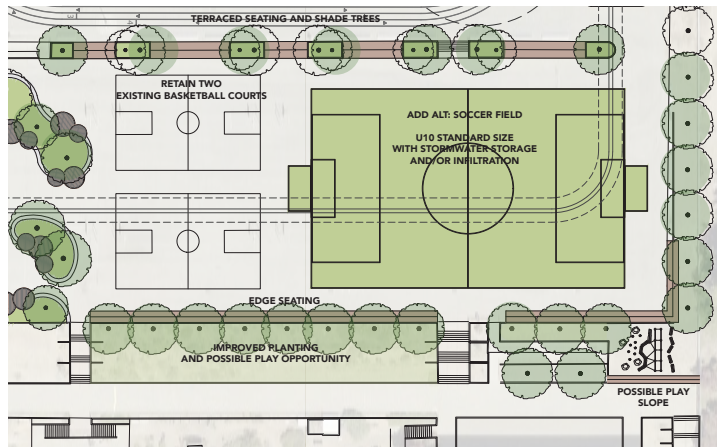 TERRACED SEATING AND SHADE TREES
RETAIN TWO
EXISTING BASKETBALL COURTS
ADD ALT: SOCCER FIELD
U10 STANDARD SIZE
WITH STORMWATER STORAGE
AND/OR INFILTRATION
EDGE SEATING
IMPROVED PLANTING
AND POSSIBLE PLAY OPPORTUNITY
POSSIBLE PLAY
SLOPE